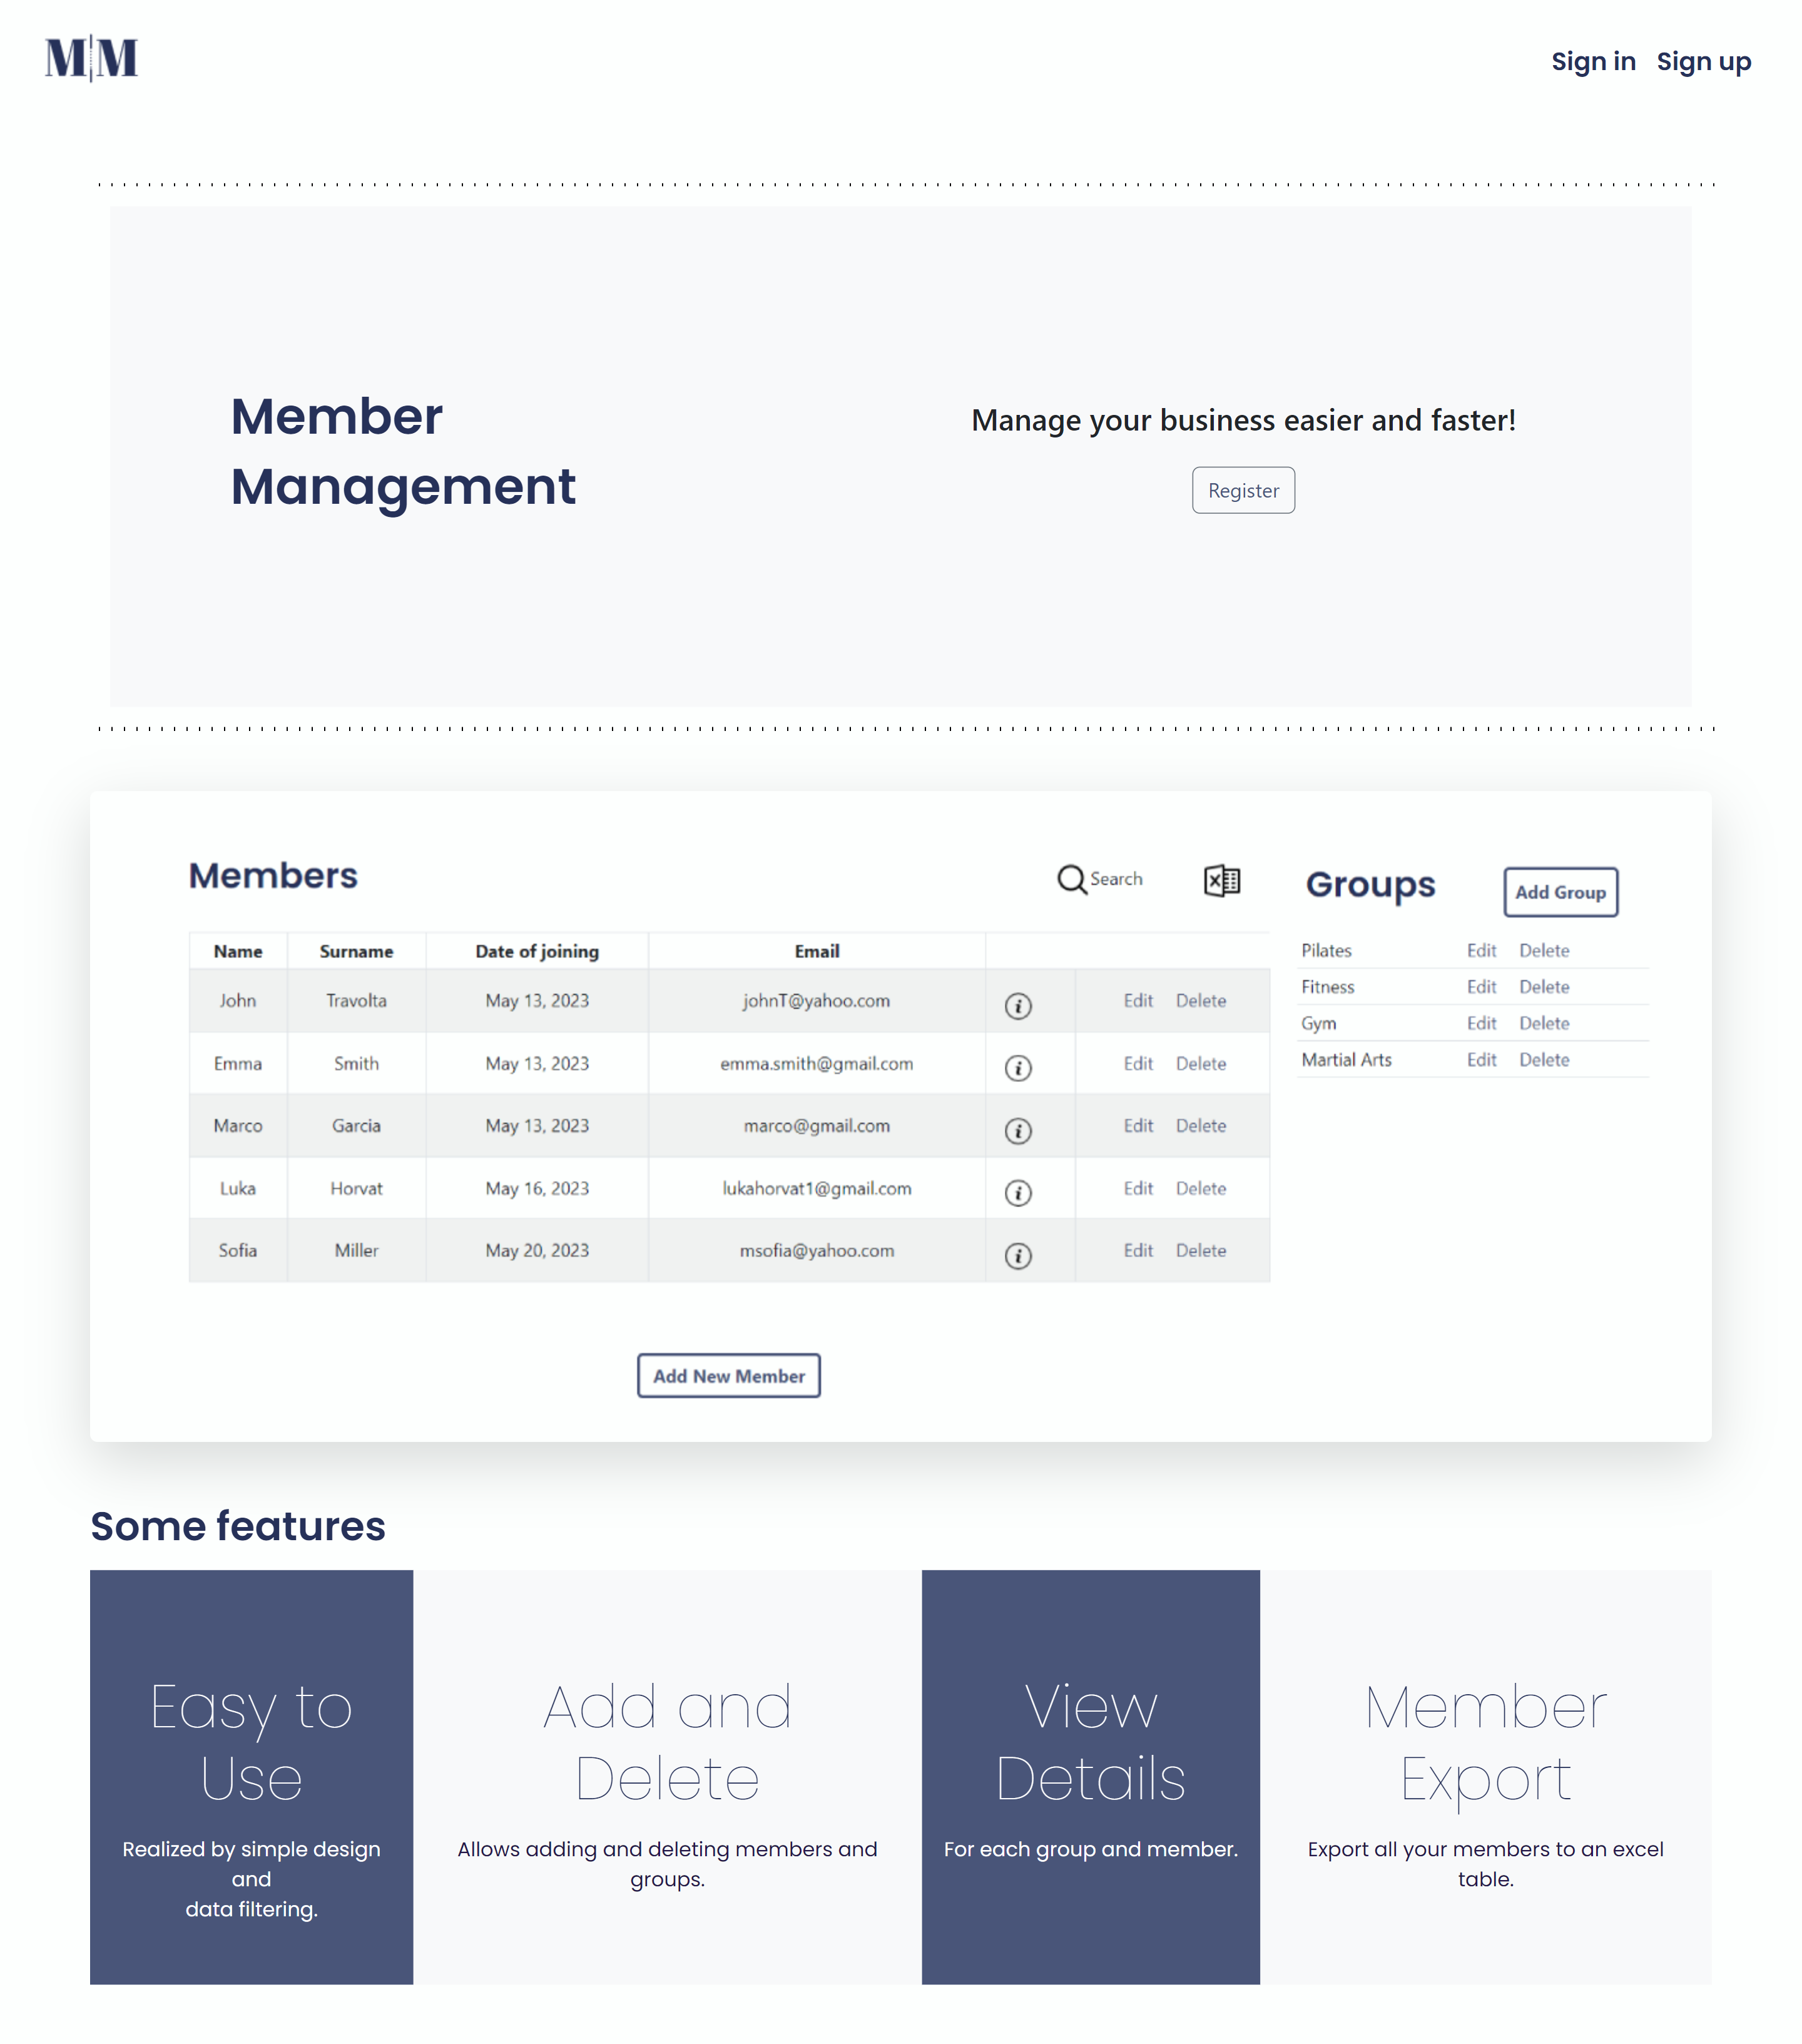 M|M
Sign in Sign up
Member
Management
Manage your business easier and faster!
Register
Members
Search
Groups
Add Group
Name Surname Date of joining Email
John Travolta May 13, 2023 johnT@yahoo.com i Edit Delete
Emma Smith May 13, 2023 emma.smith@gmail.com i Edit Delete
Marco Garcia May 13, 2023 marco@gmail.com i Edit Delete
Luka Horvat May 16, 2023 lukahorvat1@gmail.com i Edit Delete
Sofia Miller May 20, 2023 msofia@yahoo.com i Edit Delete
Pilates Edit Delete
Fitness Edit Delete
Gym Edit Delete
Martial Arts Edit Delete
Add New Member
Some features
Easy to
Use
Realized by simple design
and
data filtering.
Add and
Delete
Allows adding and deleting members and
groups.
View
Details
For each group and member.
Member
Export
Export all your members to an excel
table.